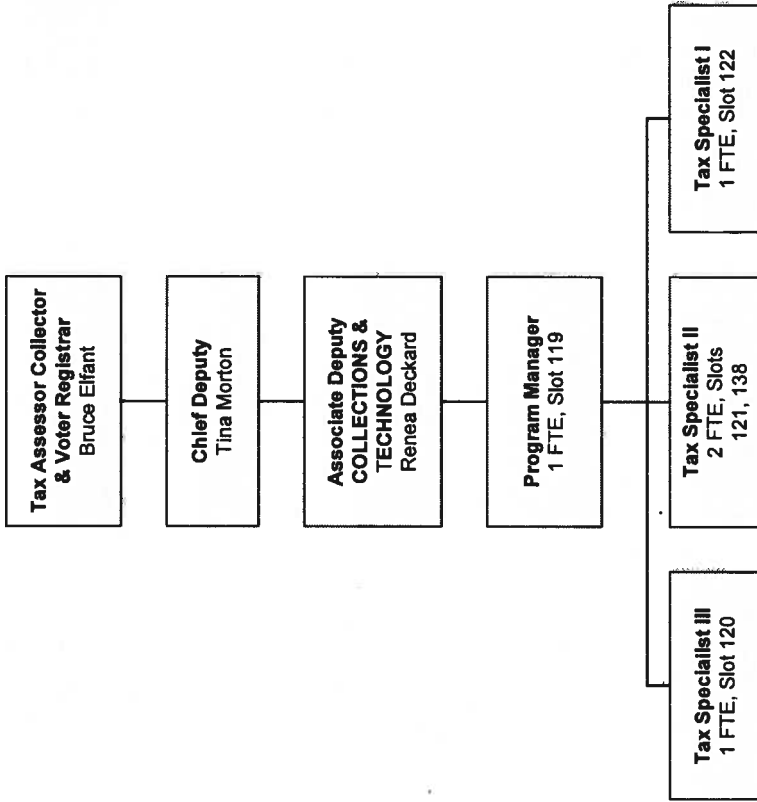 Tax Assessor Collector
& Voter Registrar
Bruce Elfant
Chief Deputy
Tina Morton
Associate Deputy
COLLECTIONS &
TECHNOLOGY
Renea Deckard
Program Manager
1 FTE, Slot 119
Tax Specialist III
1 FTE, Slot 120
Tax Specialist II
2 FTE, Slots
121, 138
Tax Specialist I
1 FTE, Slot 122